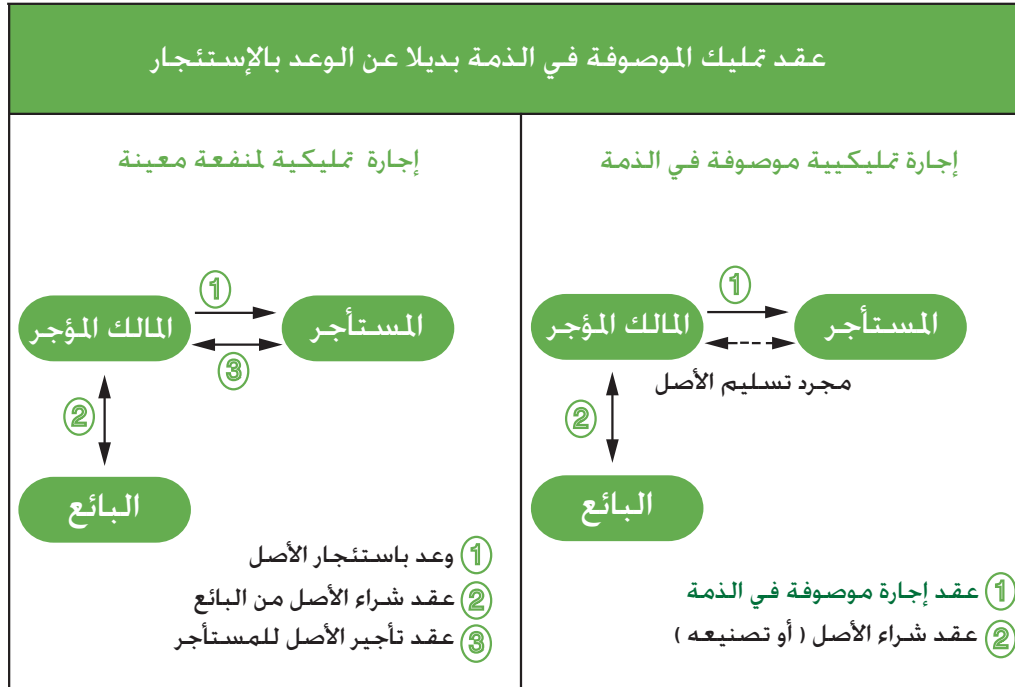 عقد تمليك الموصوفة في الذمة بديلا عن الوعد بالإستئجار
إجارة تمليكيية موصوفة في الذمة
1
المستأجر
المالك المؤجر
مجرد تسليم الأصل
2
البائع
1 عقد إجارة موصوفة في الذمة
2 عقد شراء الأصل ( أو تصنيعه )
إجارة تمليكية لمنفعة معينة
1
المستأجر
المالك المؤجر
3
2
البائع
1 وعد باستئجار الأصل
2 عقد شراء الأصل من البائع
3 عقد تأجير الأصل للمستأجر